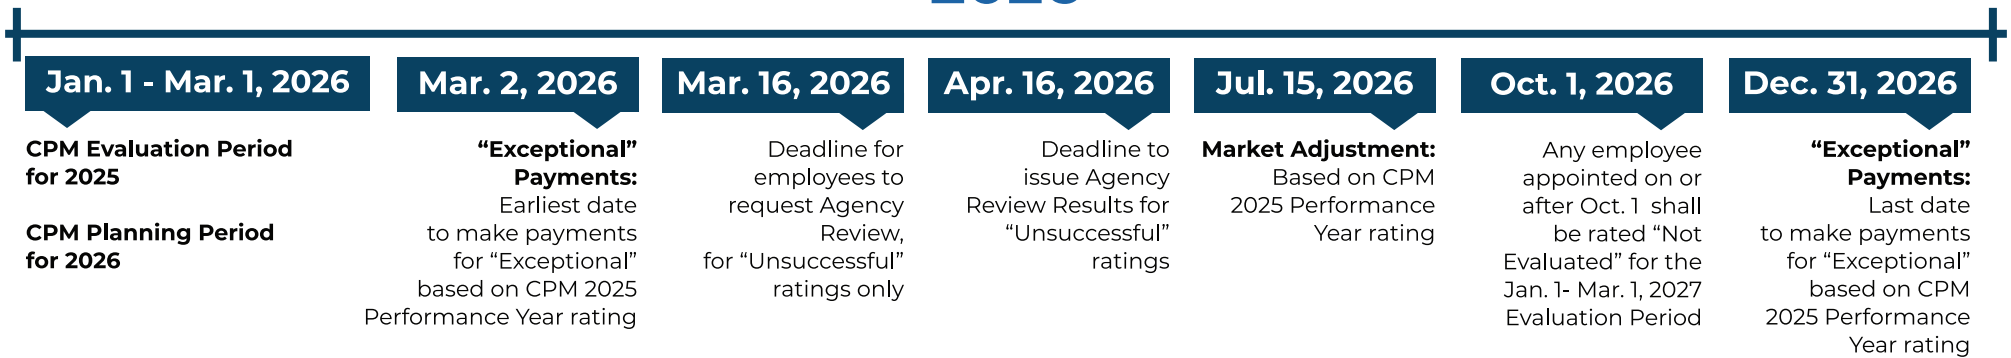 Jan. 1 - Mar. 1, 2026
CPM Evaluation Period
for 2025
CPM Planning Period
for 2026
Mar. 2, 2026
“Exceptional”
Payments:
Earliest date
to make payments
for “Exceptional”
based on CPM 2025
Performance Year rating
Mar. 16, 2026
Deadline for
employees to
request Agency
Review,
for “Unsuccessful”
ratings only
Apr. 16, 2026
Deadline to
issue Agency
Review Results for
“Unsuccessful”
ratings
Jul. 15, 2026
Market Adjustment:
Based on CPM
2025 Performance
Year rating
Oct. 1, 2026
Any employee
appointed on or
after Oct. 1 shall
be rated “Not
Evaluated” for the
Jan. 1- Mar. 1, 2027
Evaluation Period
Dec. 31, 2026
“Exceptional”
Payments:
Last date
to make payments
for “Exceptional”
based on CPM
2025 Performance
Year rating